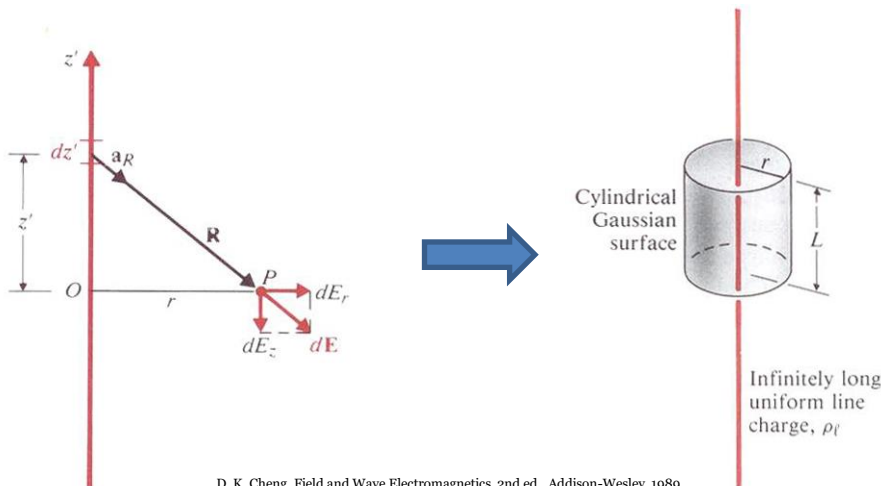 z'
dz'
a_R
z'
R
P
O
r
dE_r
dE_z
dE
r
Cylindrical
Gaussian
surface
L
Infinitely long
uniform line
charge, ρ_ℓ
D. K. Cheng, Field and Wave Electromagnetics, 2nd ed., Addison-Wesley, 1989